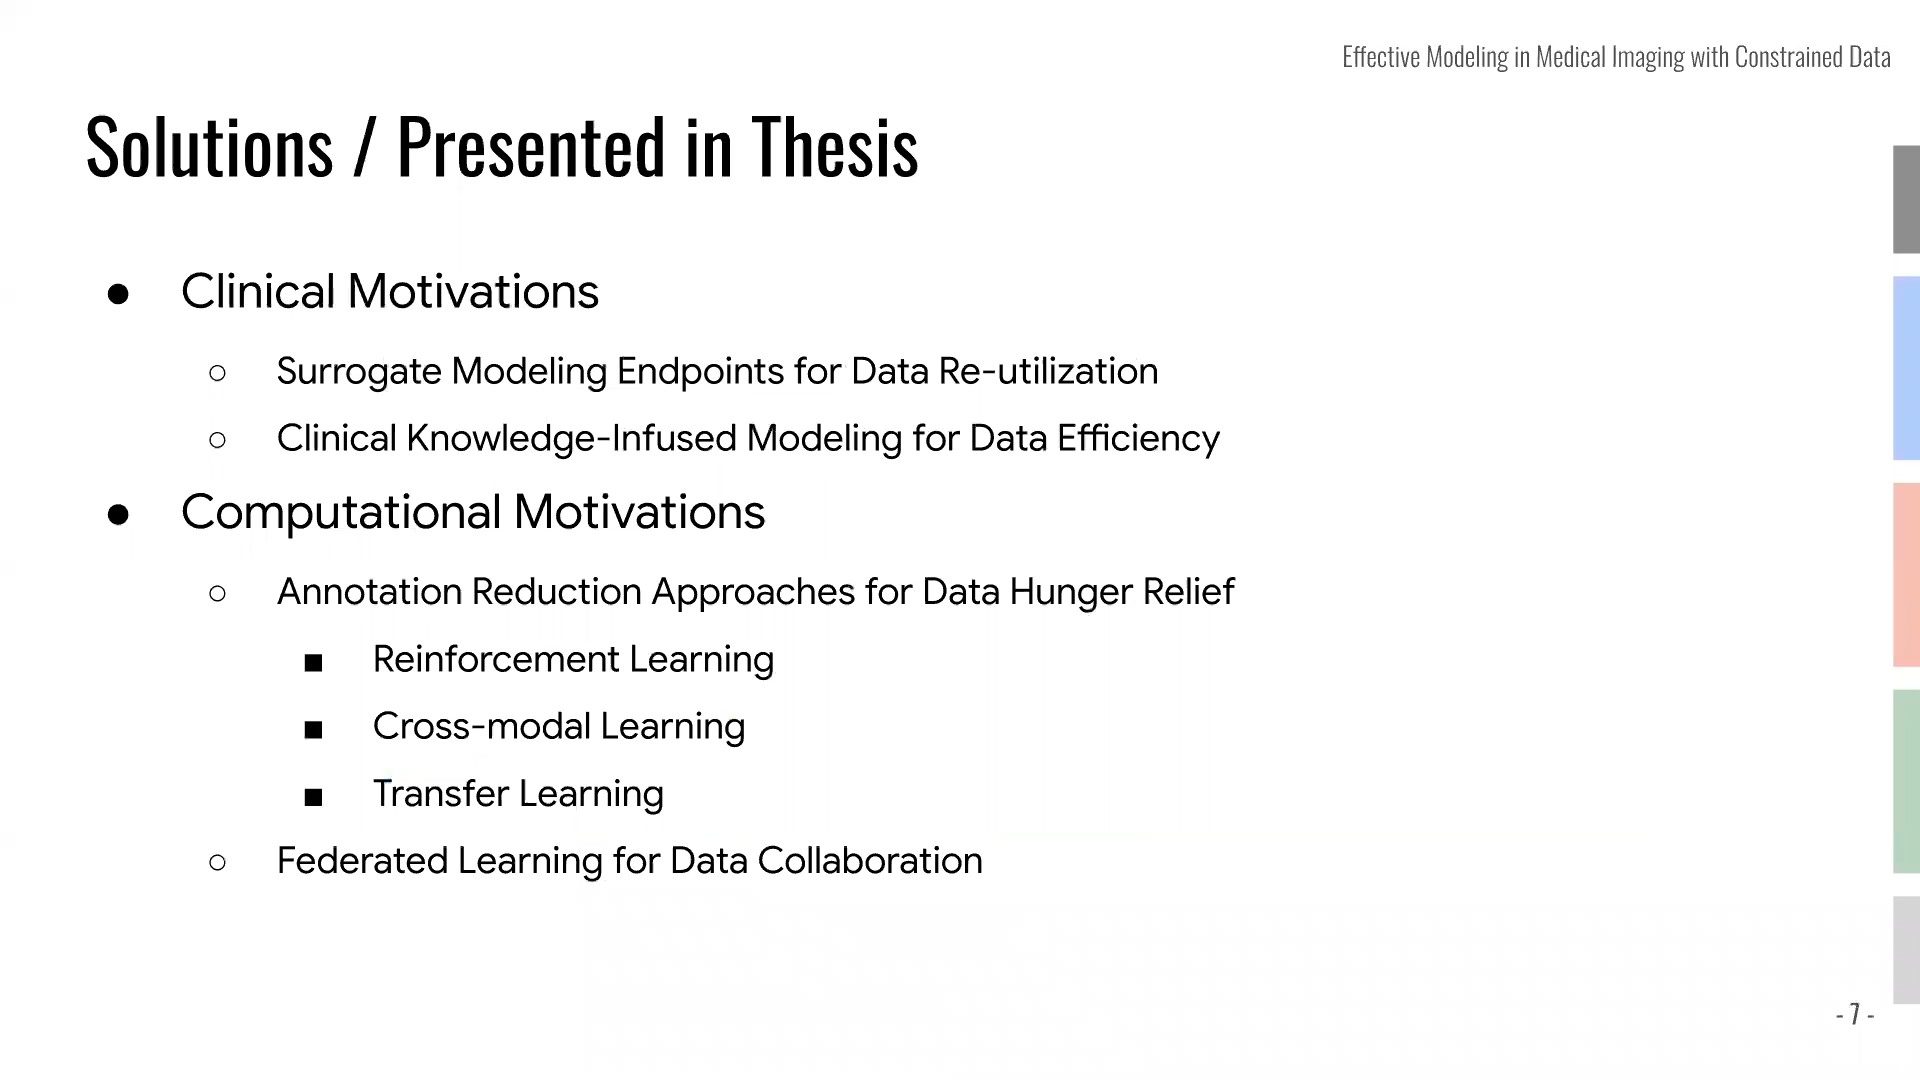 Effective Modeling in Medical Imaging with Constrained Data
Solutions / Presented in Thesis
● Clinical Motivations
○ Surrogate Modeling Endpoints for Data Re-utilization
○ Clinical Knowledge-Infused Modeling for Data Efficiency
● Computational Motivations
○ Annotation Reduction Approaches for Data Hunger Relief
■ Reinforcement Learning
■ Cross-modal Learning
■ Transfer Learning
○ Federated Learning for Data Collaboration
- 7 -